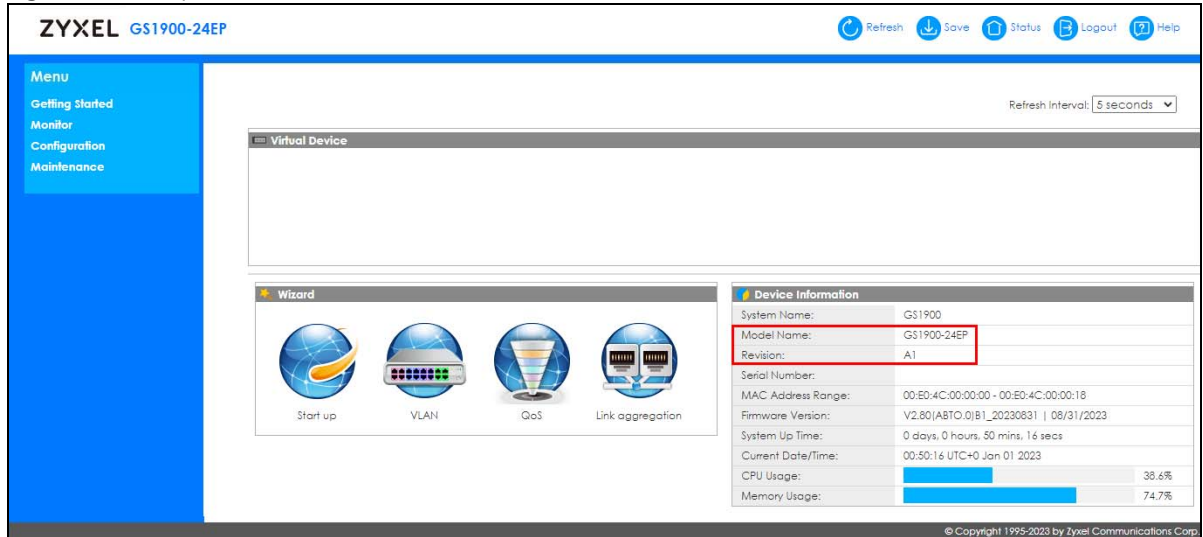 ZYXEL GS1900-24EP
Refresh Save Status Logout Help
Menu
Getting Started
Monitor
Configuration
Maintenance
Refresh Interval: 5 seconds
Virtual Device
Wizard
Start up VLAN QoS Link aggregation
Device Information
System Name: GS1900
Model Name: GS1900-24EP
Revision: A1
Serial Number:
MAC Address Range: 00:E0:4C:00:00:00 - 00:E0:4C:00:00:18
Firmware Version: V2.80(ABTO.0)B1_20230831 | 08/31/2023
System Up Time: 0 days, 0 hours, 50 mins, 16 secs
Current Date/Time: 00:50:16 UTC+0 Jan 01 2023
CPU Usage: 38.6%
Memory Usage: 74.7%
© Copyright 1995-2023 by Zyxel Communications Corp.